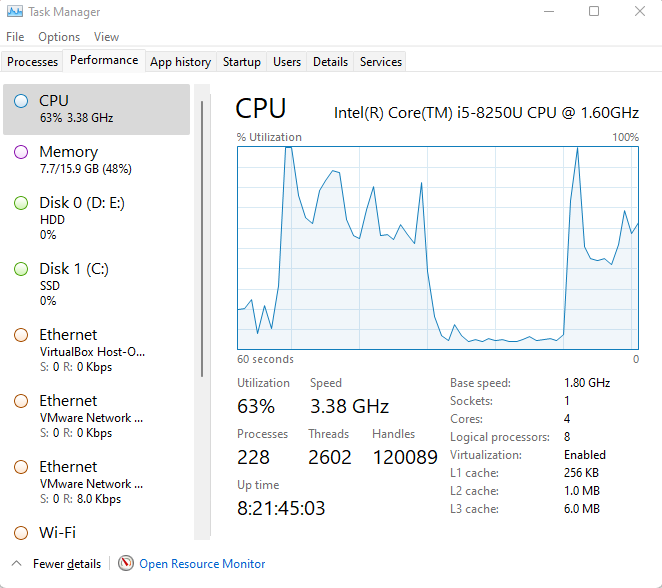 Task Manager
File Options View
Processes Performance App history Startup Users Details Services
CPU
63% 3.38 GHz
Memory
7.7/15.9 GB (48%)
Disk 0 (D: E:)
HDD
0%
Disk 1 (C:)
SSD
0%
Ethernet
VirtualBox Host-O...
S: 0 R: 0 Kbps
Ethernet
VMware Network ...
S: 0 R: 0 Kbps
Ethernet
VMware Network ...
S: 0 R: 8.0 Kbps
Wi-Fi
CPU Intel(R) Core(TM) i5-8250U CPU @ 1.60GHz
% Utilization 100%
60 seconds 0
Utilization Speed
63% 3.38 GHz
Processes Threads Handles
228 2602 120089
Up time
8:21:45:03
Base speed: 1.80 GHz
Sockets: 1
Cores: 4
Logical processors: 8
Virtualization: Enabled
L1 cache: 256 KB
L2 cache: 1.0 MB
L3 cache: 6.0 MB
Fewer details Open Resource Monitor